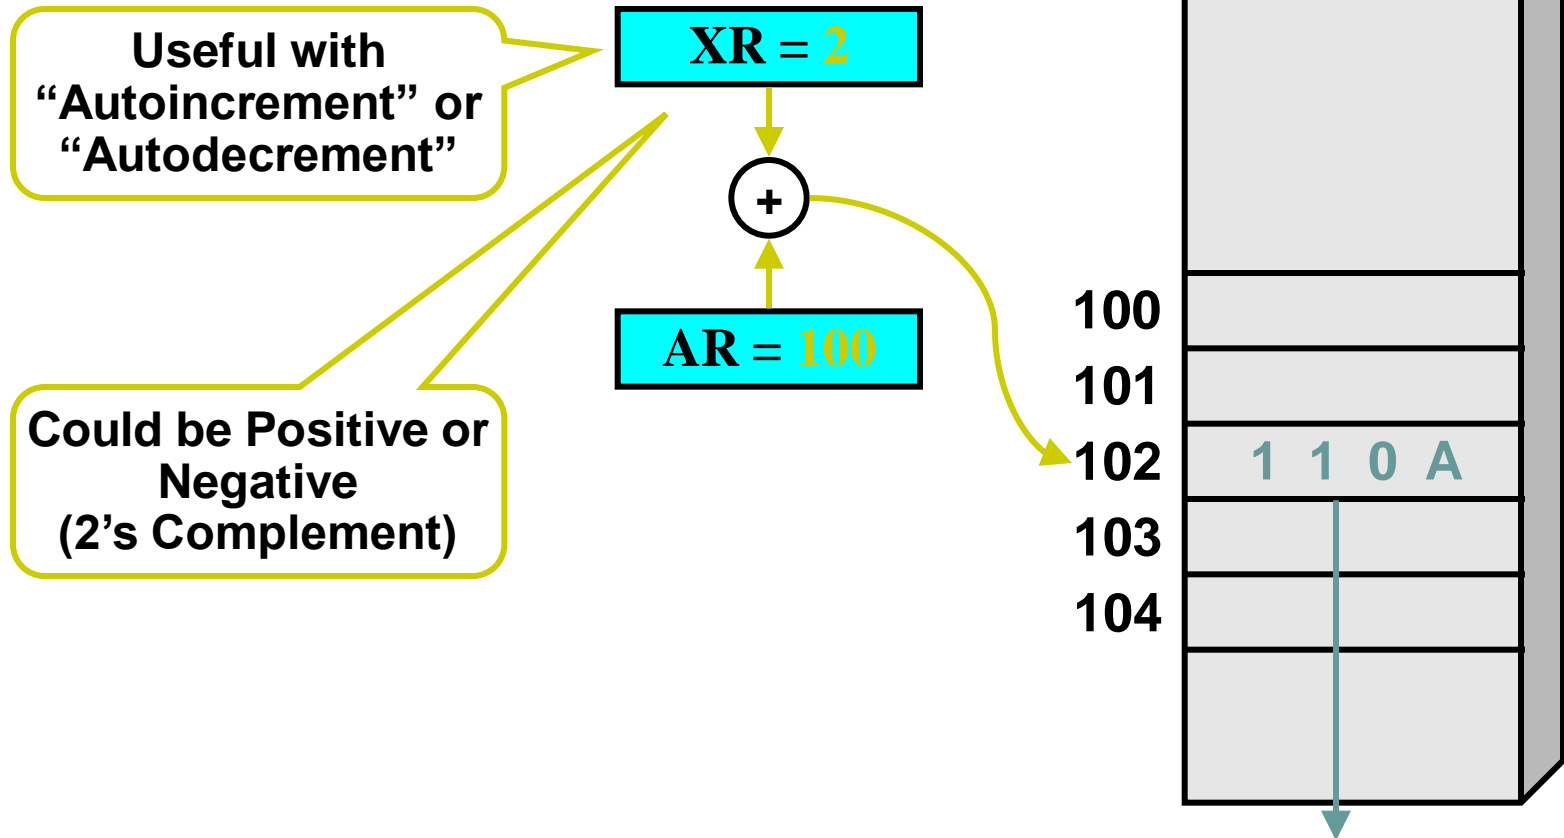 Useful with
“Autoincrement” or
“Autodecrement”
XR = 2
+
AR = 100
Could be Positive or
Negative
(2’s Complement)
100
101
102 1 1 0 A
103
104